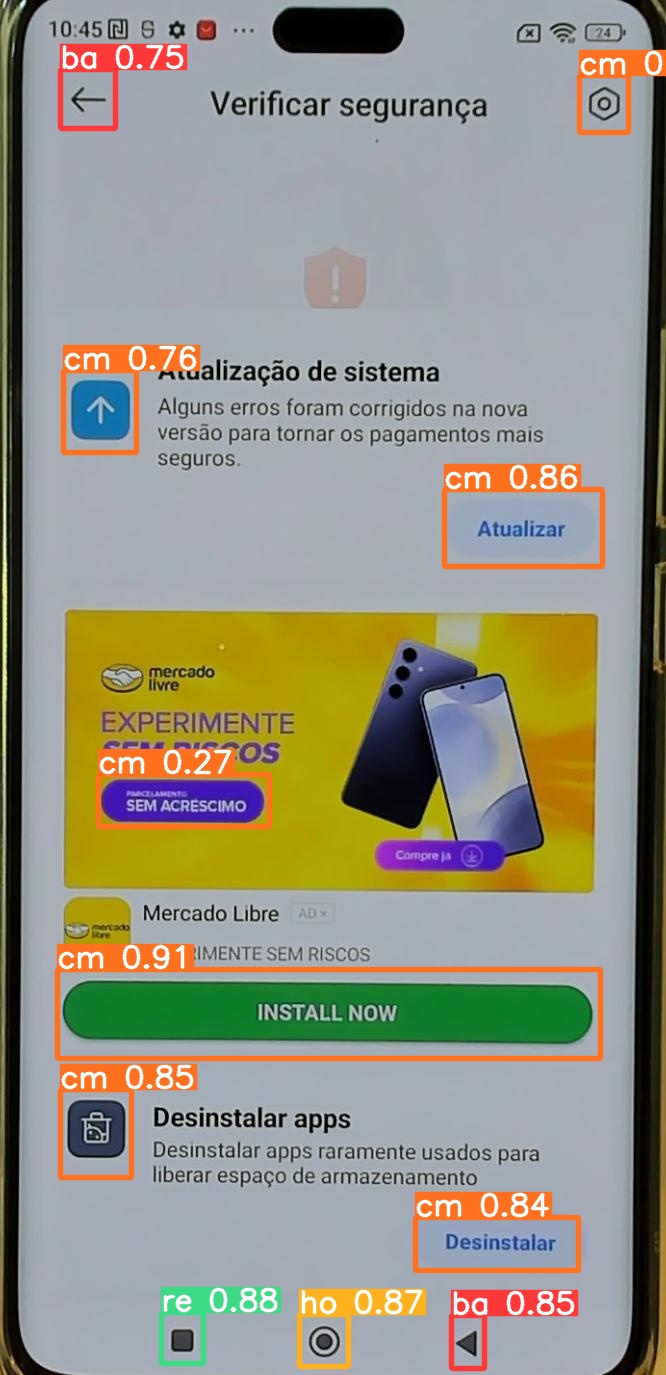 10:45
24
ba 0.75
cm 0
Verificar segurança
cm 0.76
Atualização de sistema
Alguns erros foram corrigidos na nova
versão para tornar os pagamentos mais
seguros.
cm 0.86
Atualizar
mercado
livre
EXPERIMENTE
SEM RISCOS
cm 0.27
PARCELAMENTO
SEM ACRÉSCIMO
Compre já
mercado
libre
Mercado Libre
AD ×
cm 0.91
RIMENTE SEM RISCOS
INSTALL NOW
cm 0.85
Desinstalar apps
Desinstalar apps raramente usados para
liberar espaço de armazenamento
cm 0.84
Desinstalar
re 0.88
ho 0.87
ba 0.85